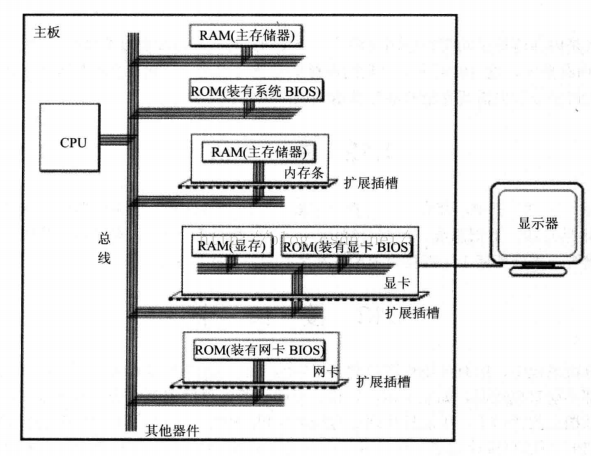 主板
RAM(主存储器)
ROM(装有系统 BIOS)
CPU
RAM(主存储器)
内存条
扩展插槽
显示器
总线
RAM(显存)
ROM(装有显卡 BIOS)
显卡
扩展插槽
ROM(装有网卡 BIOS)
网卡
扩展插槽
其他器件